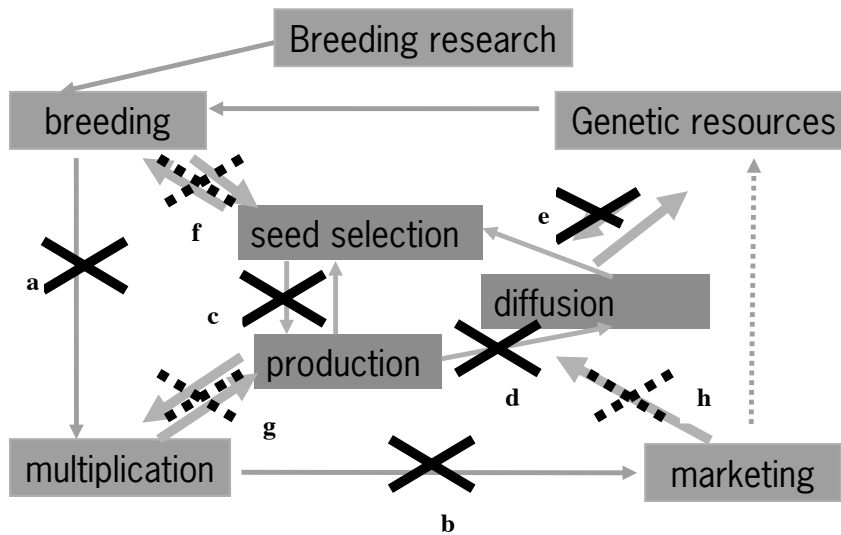 Breeding research
breeding
Genetic resources
f
seed selection
e
a
c
diffusion
production
d
h
g
multiplication
marketing
b